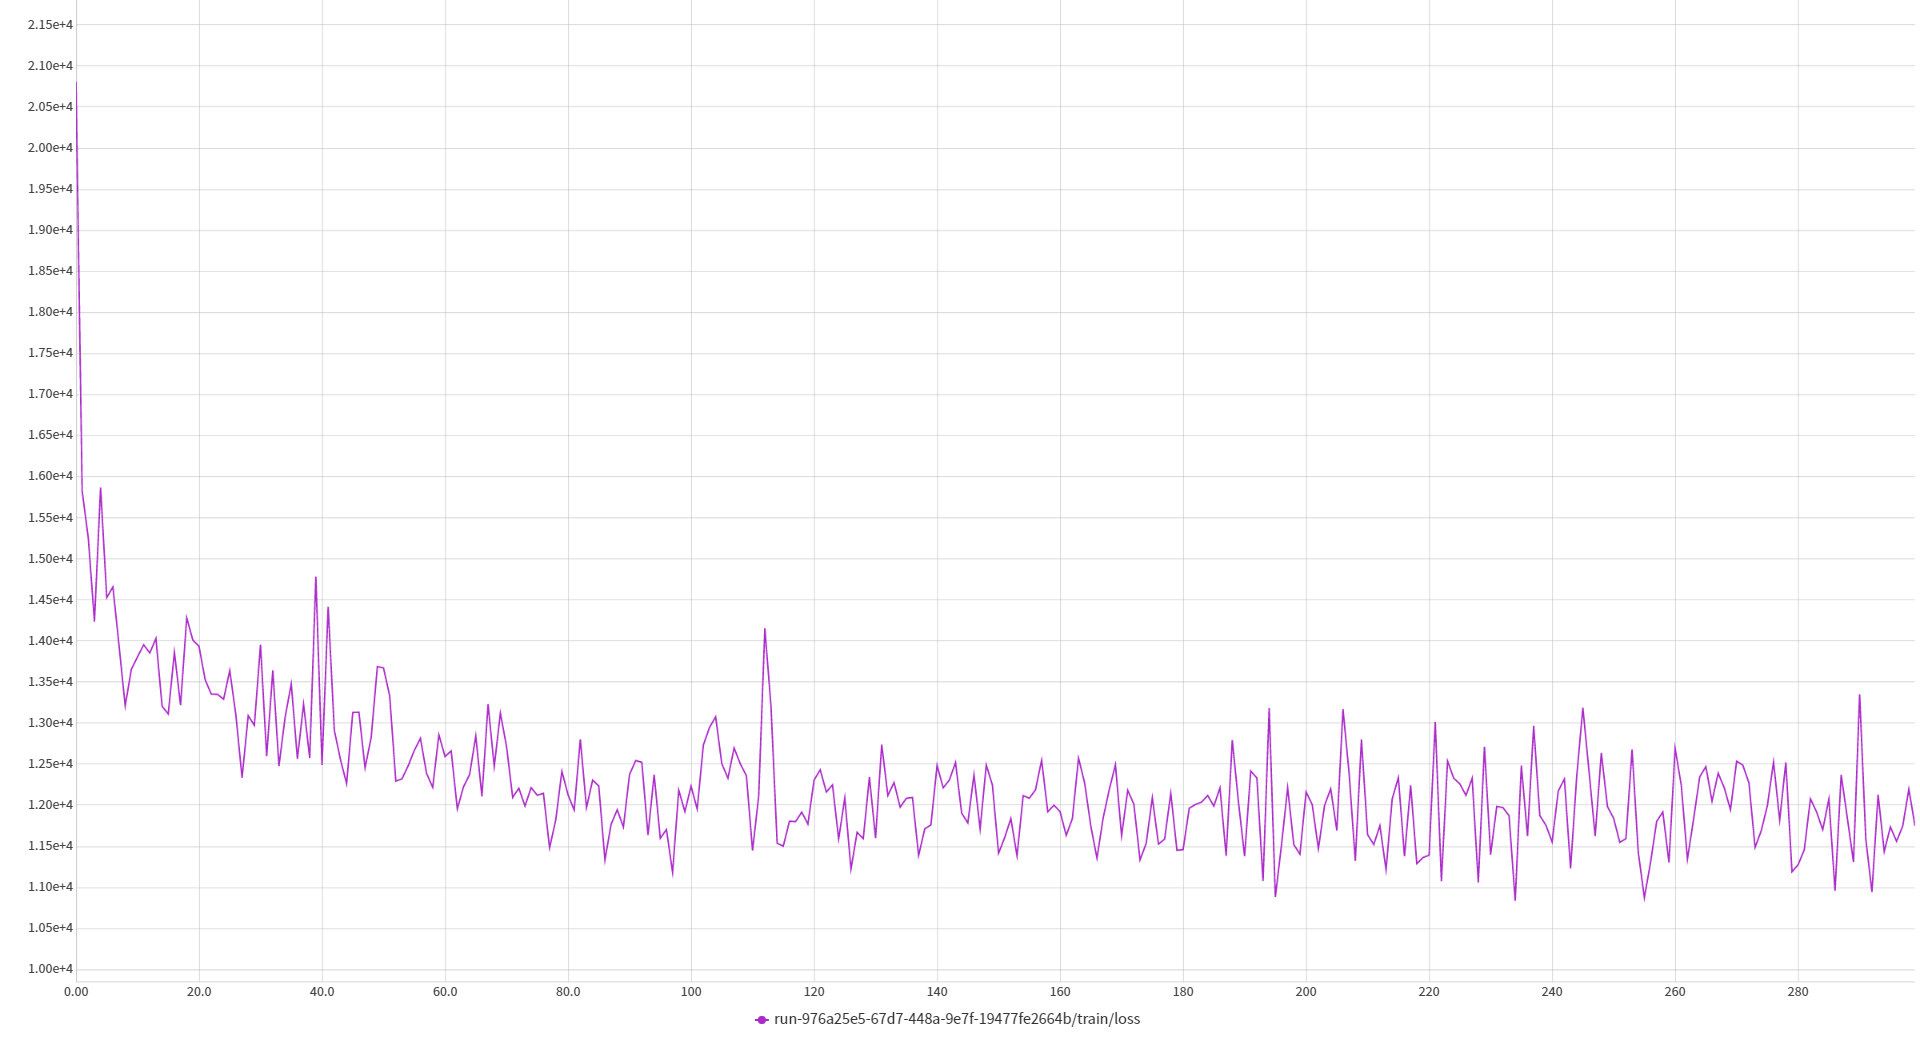 2.15e+4
2.10e+4
2.05e+4
2.00e+4
1.95e+4
1.90e+4
1.85e+4
1.80e+4
1.75e+4
1.70e+4
1.65e+4
1.60e+4
1.55e+4
1.50e+4
1.45e+4
1.40e+4
1.35e+4
1.30e+4
1.25e+4
1.20e+4
1.15e+4
1.10e+4
1.05e+4
1.00e+4
0.00 20.0 40.0 60.0 80.0 100 120 140 160 180 200 220 240 260 280
run-976a25e5-67d7-448a-9e7f-19477fe2664b/train/loss